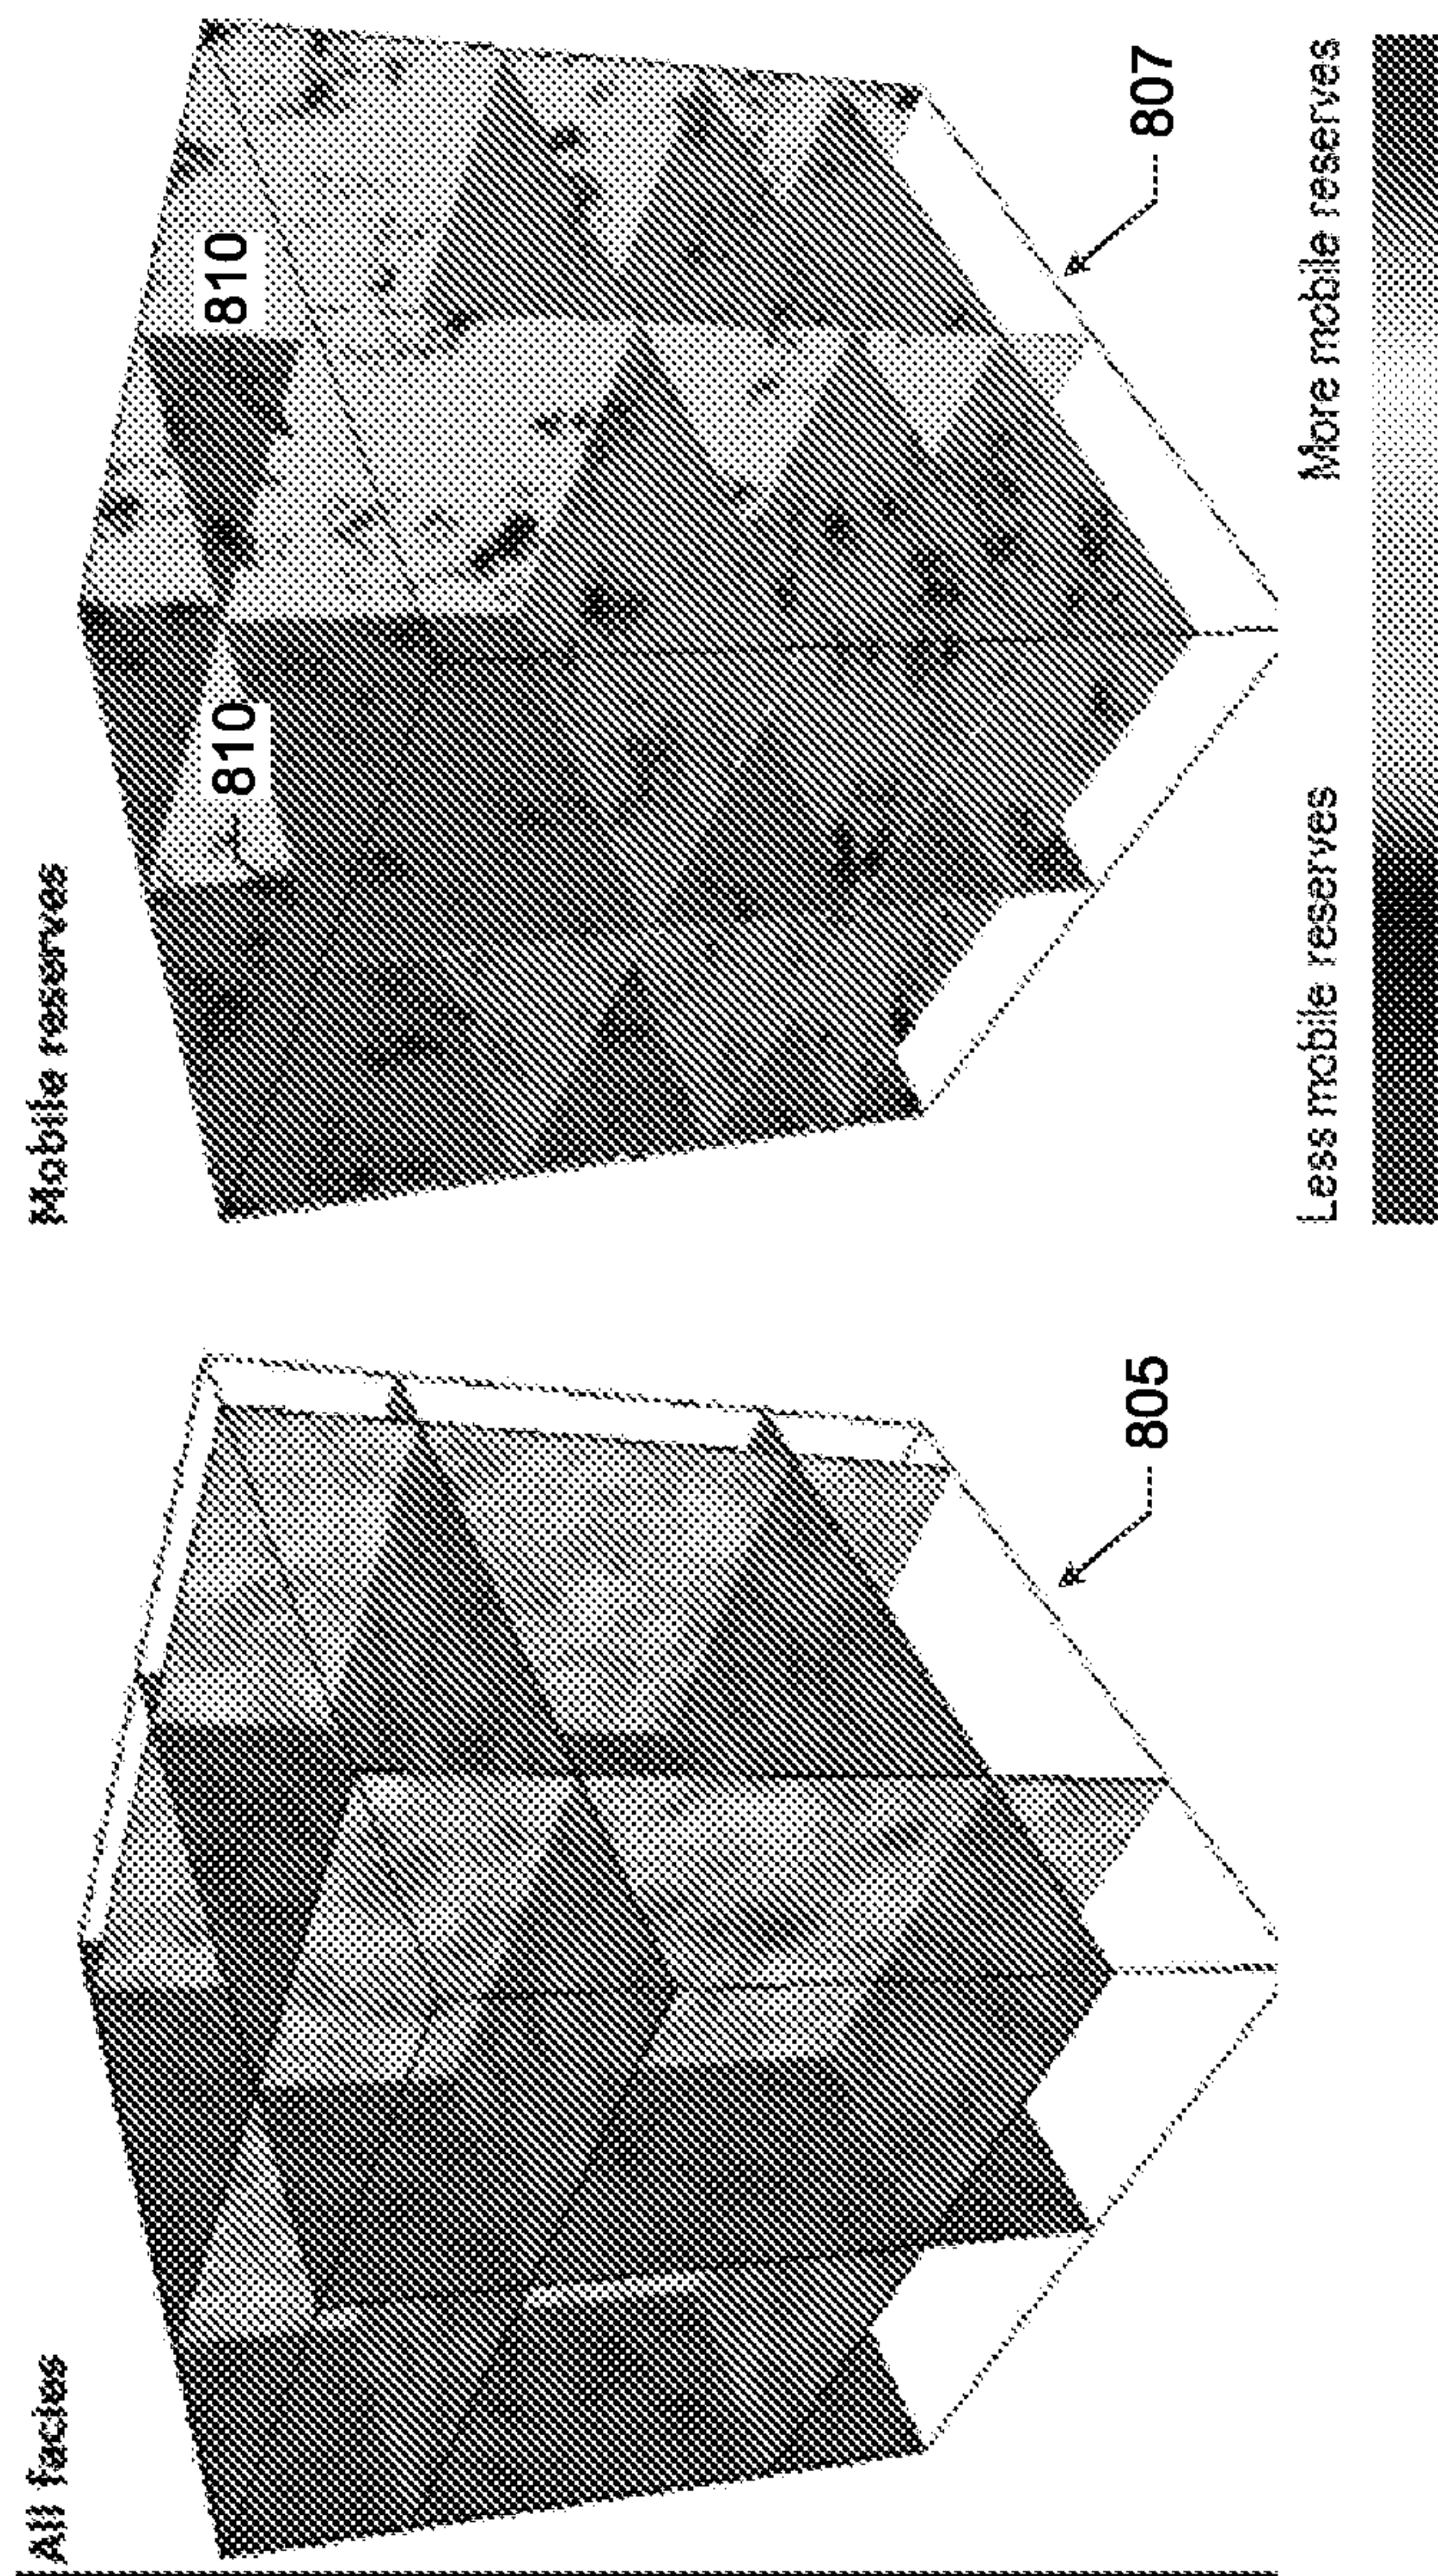 All facies
Mobile reserves
810
810
805
807
Less mobile reserves
More mobile reserves